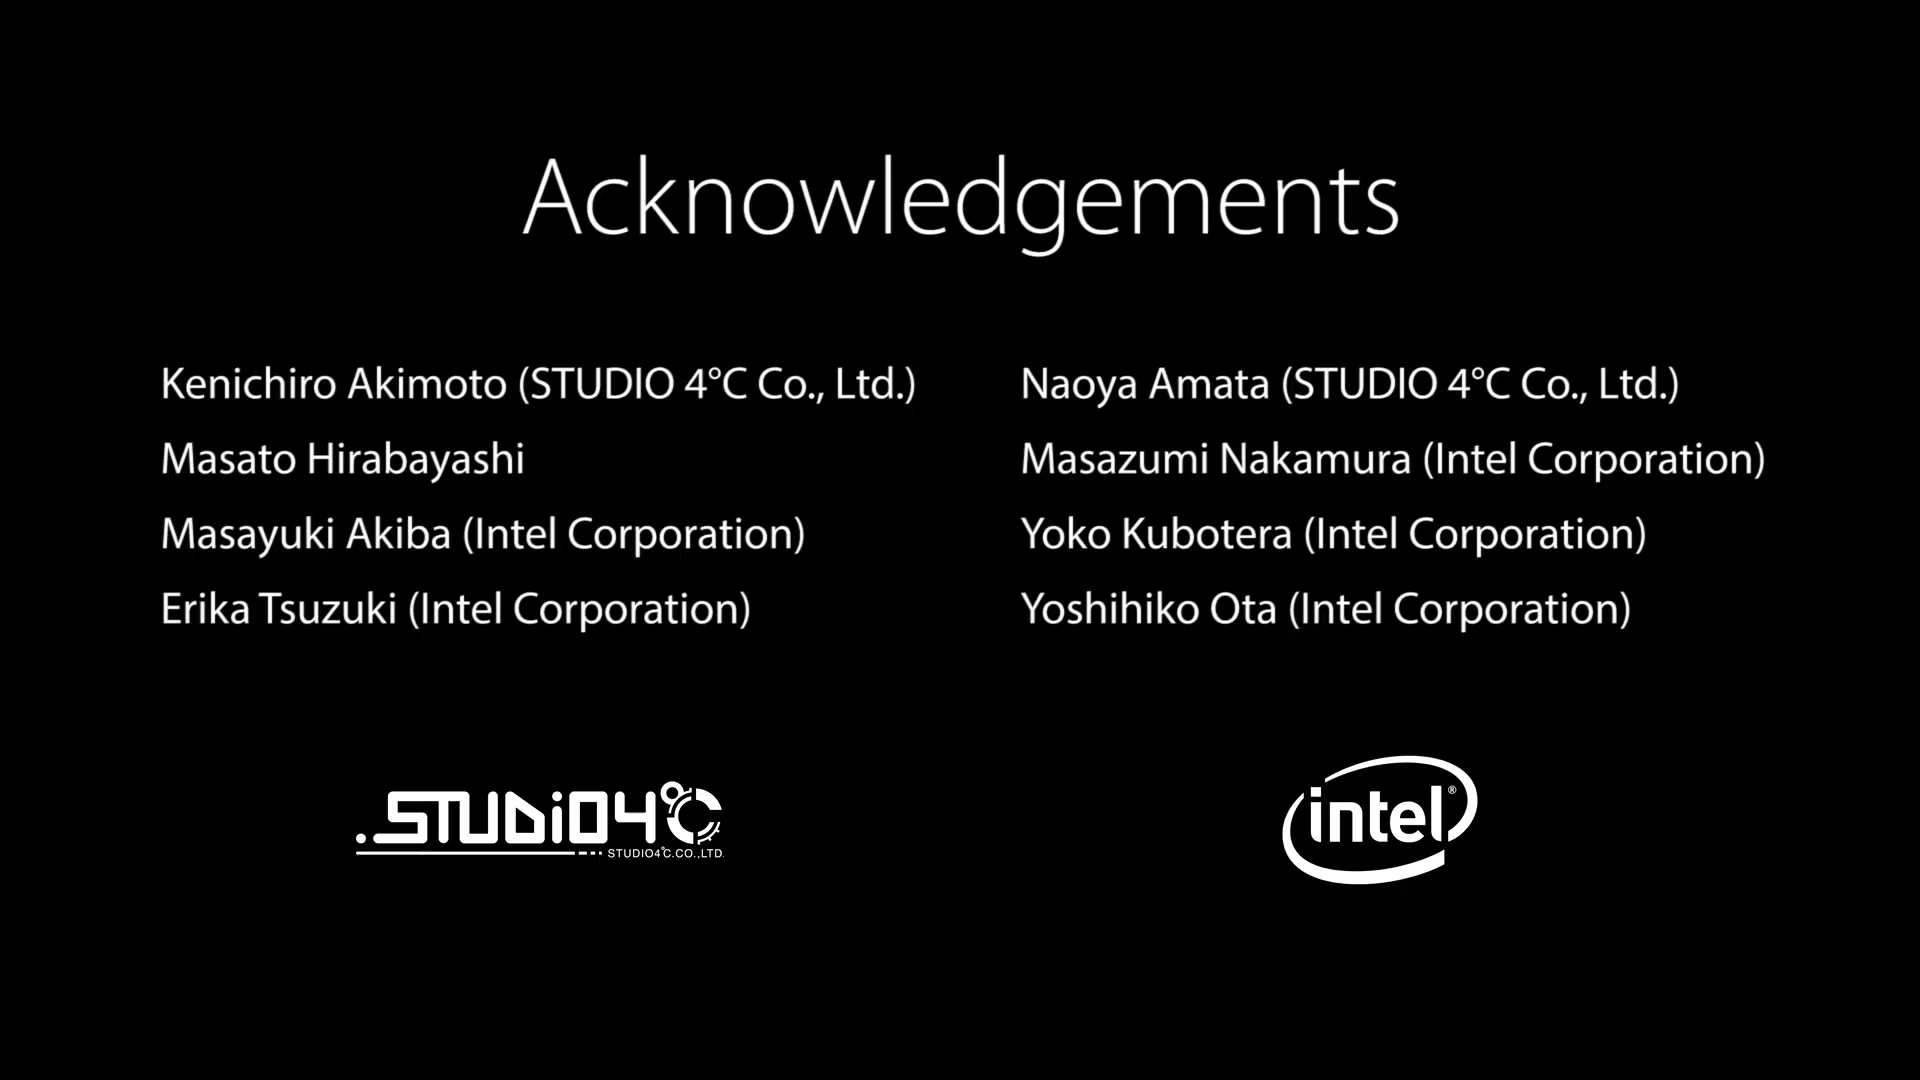 Acknowledgements
Kenichiro Akimoto (STUDIO 4°C Co., Ltd.)
Masato Hirabayashi
Masayuki Akiba (Intel Corporation)
Erika Tsuzuki (Intel Corporation)
Naoya Amata (STUDIO 4°C Co., Ltd.)
Masazumi Nakamura (Intel Corporation)
Yoko Kubotera (Intel Corporation)
Yoshihiko Ota (Intel Corporation)
.STUDiO4°C
STUDIO4°C.CO.,LTD.
intel®